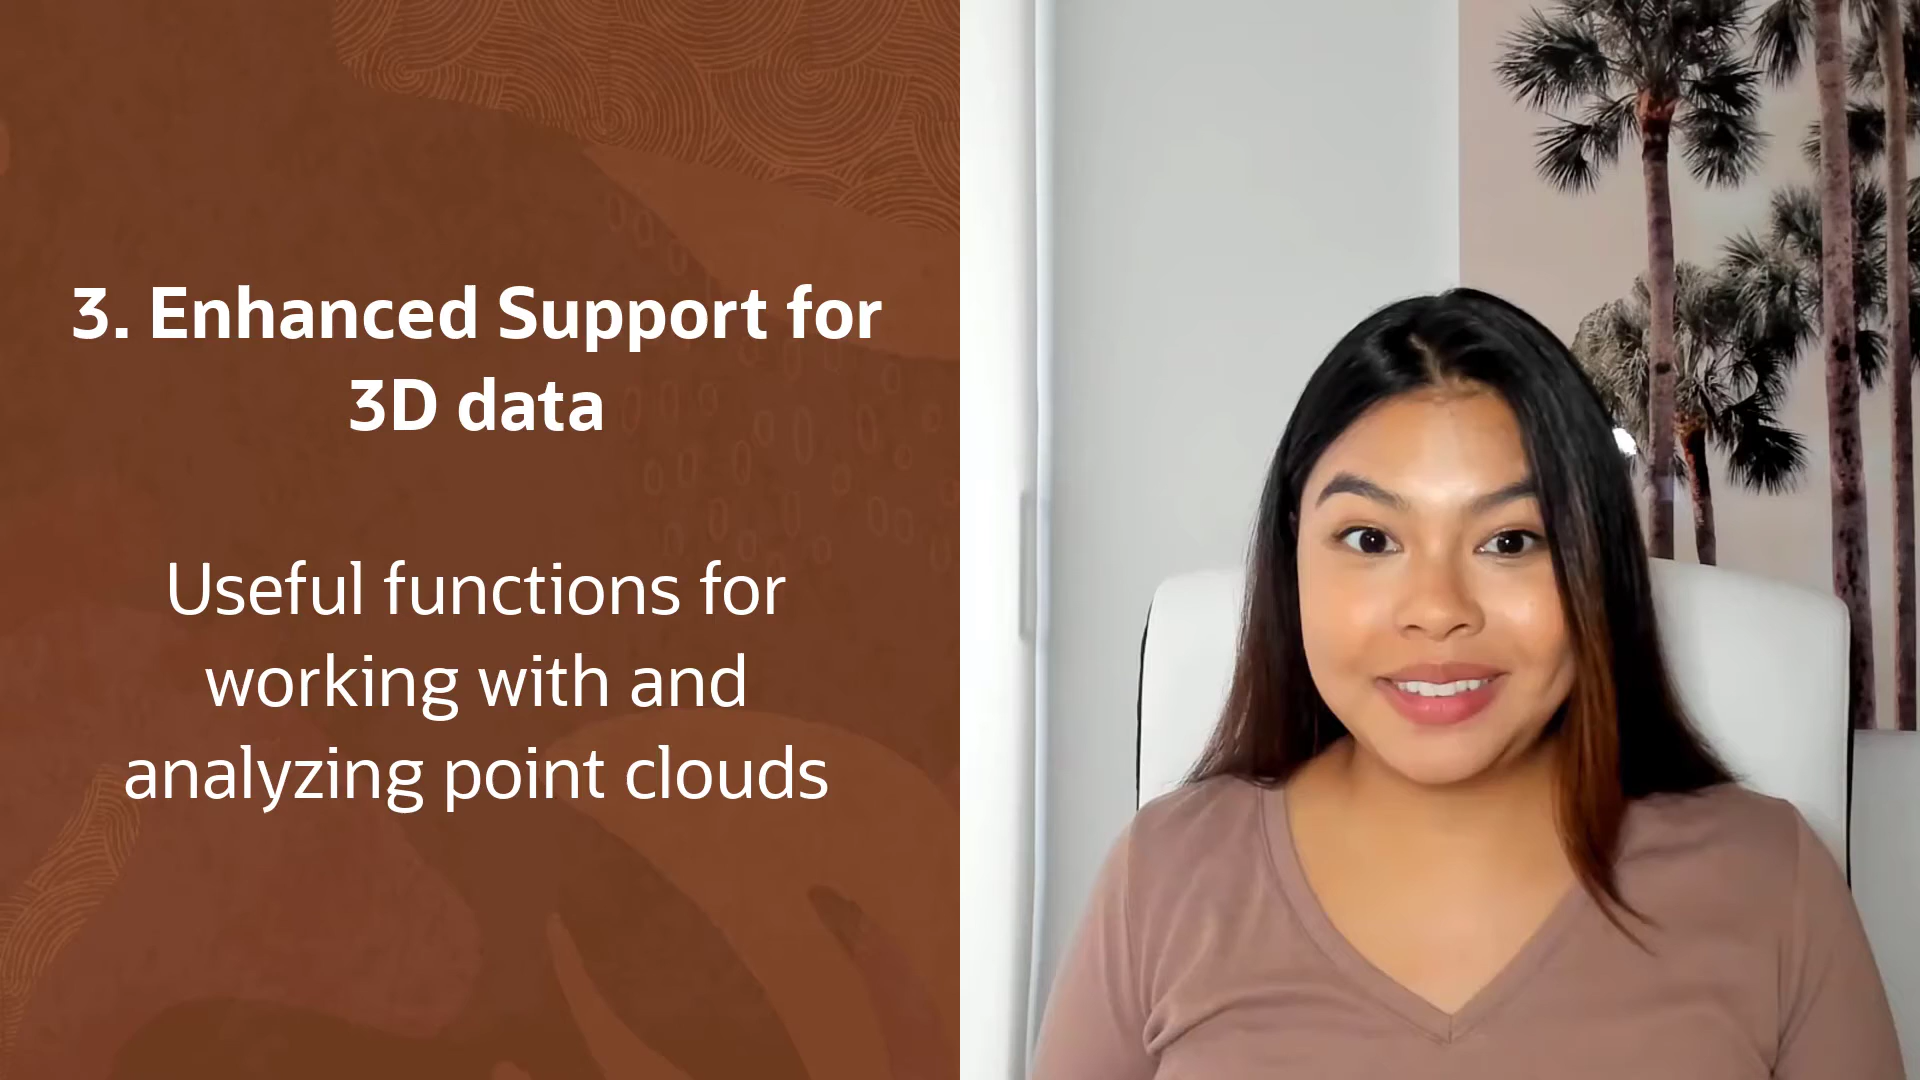 3. Enhanced Support for
3D data
Useful functions for
working with and
analyzing point clouds